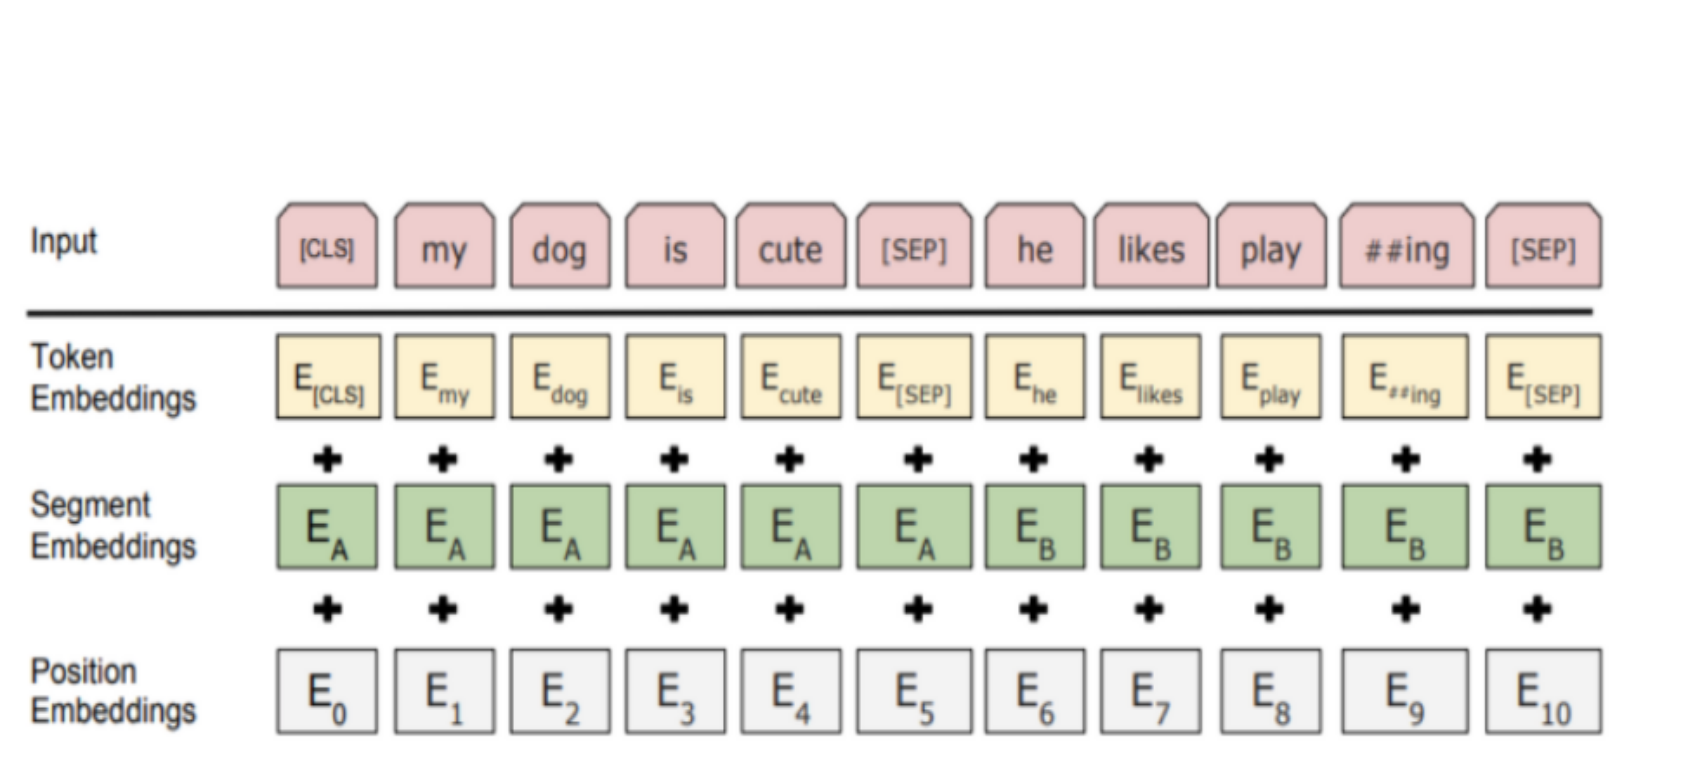 Input [CLS] my dog is cute [SEP] he likes play ##ing [SEP]
Token Embeddings E[CLS] Emy Edog Eis Ecute E[SEP] Ehe Elikes Eplay E##ing E[SEP]
+ + + + + + + + + + +
Segment Embeddings EA EA EA EA EA EA EB EB EB EB EB
+ + + + + + + + + + +
Position Embeddings E0 E1 E2 E3 E4 E5 E6 E7 E8 E9 E10